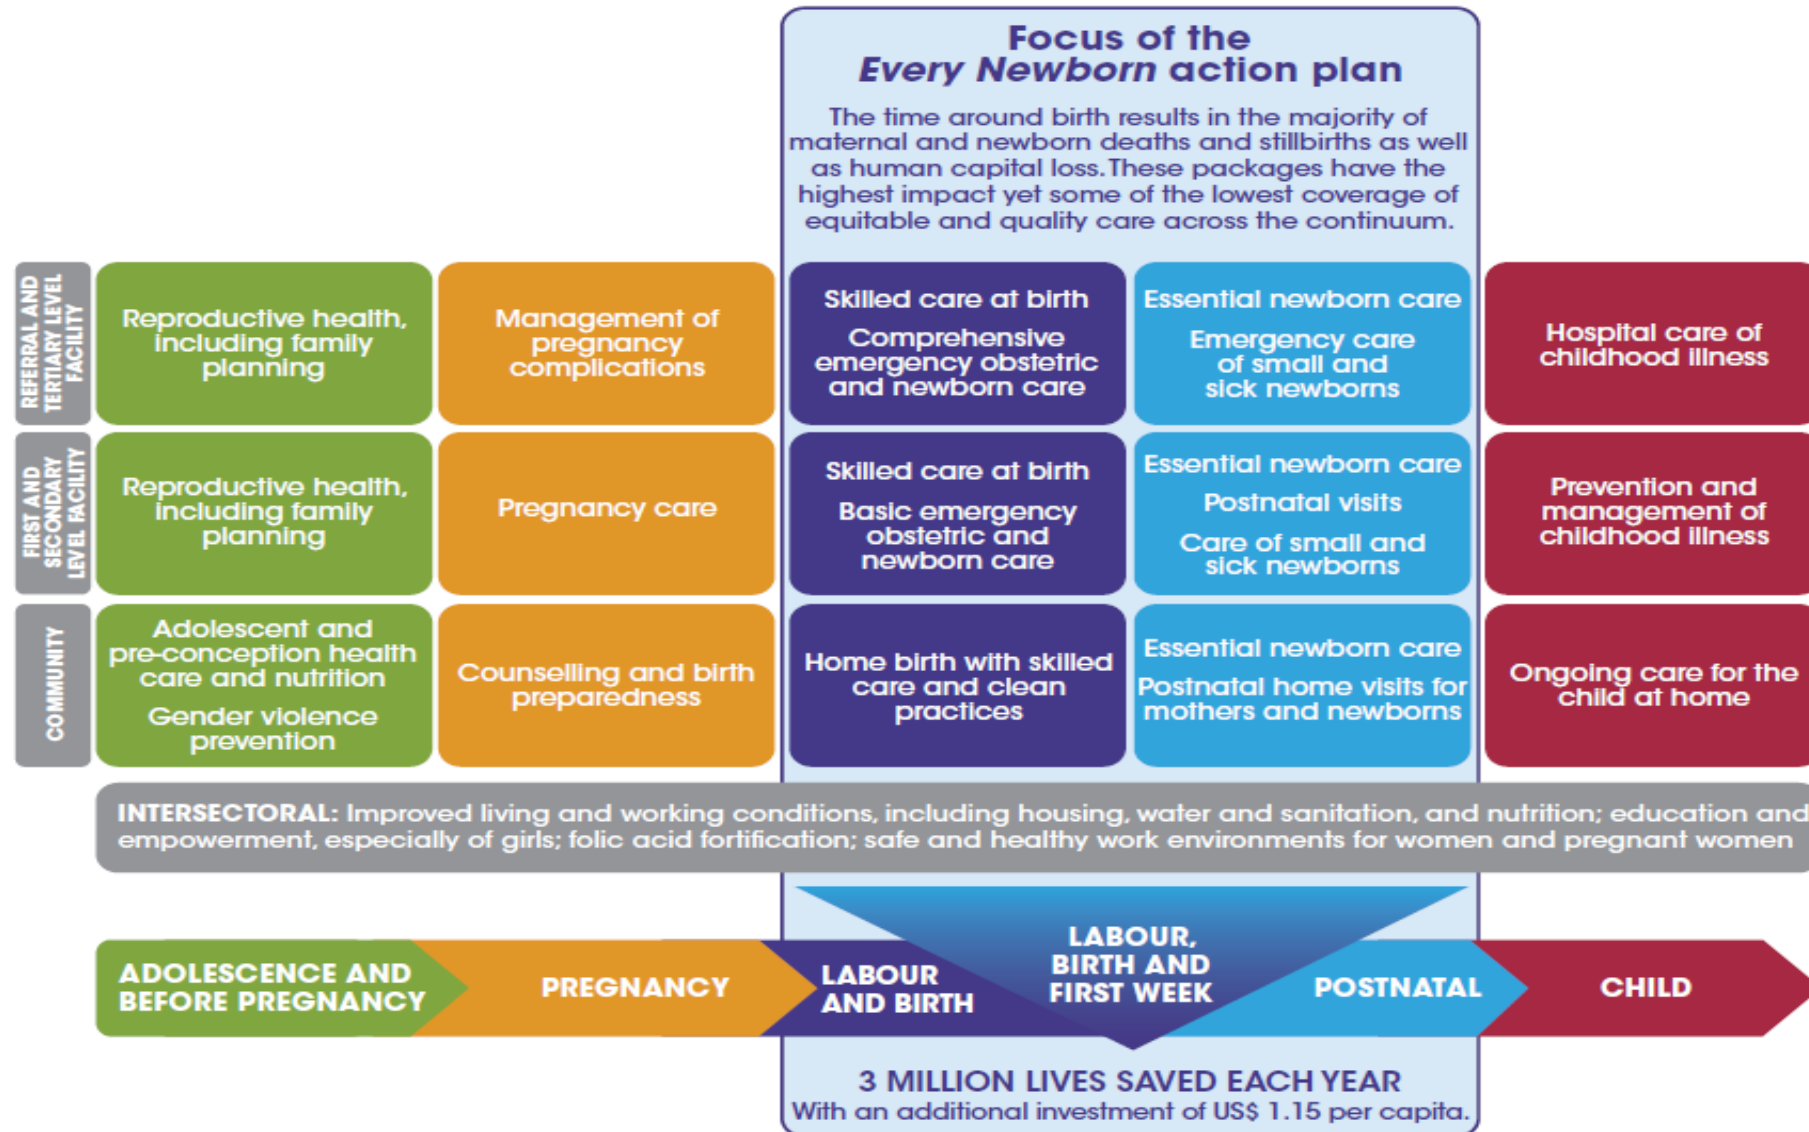 Focus of the
Every Newborn action plan
The time around birth results in the majority of
maternal and newborn deaths and stillbirths as well
as human capital loss. These packages have the
highest impact yet some of the lowest coverage of
equitable and quality care across the continuum.
REFERRAL AND
TERTIARY LEVEL
FACILITY
Reproductive health,
including family
planning
Management of
pregnancy
complications
Skilled care at birth
Comprehensive
emergency obstetric
and newborn care
Essential newborn care
Emergency care
of small and
sick newborns
Hospital care of
childhood illness
FIRST AND
SECONDARY
LEVEL FACILITY
Reproductive health,
including family
planning
Pregnancy care
Skilled care at birth
Basic emergency
obstetric and
newborn care
Essential newborn care
Postnatal visits
Care of small and
sick newborns
Prevention and
management of
childhood illness
COMMUNITY
Adolescent and
pre-conception health
care and nutrition
Gender violence
prevention
Counselling and birth
preparedness
Home birth with skilled
care and clean
practices
Essential newborn care
Postnatal home visits for
mothers and newborns
Ongoing care for the
child at home
INTERSECTORAL: Improved living and working conditions, including housing, water and sanitation, and nutrition; education and
empowerment, especially of girls; folic acid fortification; safe and healthy work environments for women and pregnant women
ADOLESCENCE AND
BEFORE PREGNANCY
PREGNANCY
LABOUR
AND BIRTH
LABOUR,
BIRTH AND
FIRST WEEK
POSTNATAL
CHILD
3 MILLION LIVES SAVED EACH YEAR
With an additional investment of US$ 1.15 per capita.